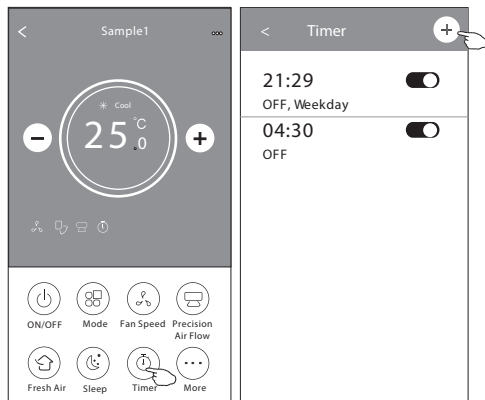 Sample1
Cool
25.0 °C
ON/OFF
Mode
Fan Speed
Precision Air Flow
Fresh Air
Sleep
Timer
More
Timer
21:29
OFF, Weekday
04:30
OFF